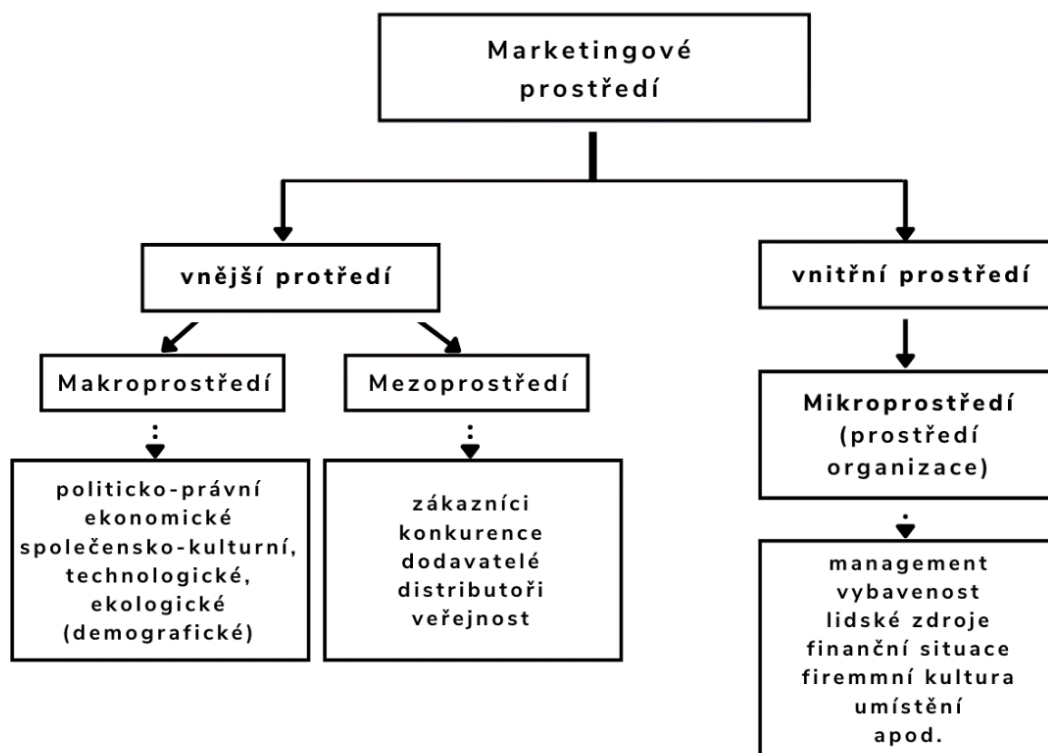 Marketingové
prostředí
vnější protředí
vnitřní prostředí
Makroprostředí
Mezoprostředí
Mikroprostředí
(prostředí
organizace)
politicko-právní
ekonomické
společensko-kulturní,
technologické,
ekologické
(demografické)
zákazníci
konkurence
dodavatelé
distributoři
veřejnost
management
vybavenost
lidské zdroje
finanční situace
firemmní kultura
umístění
apod.